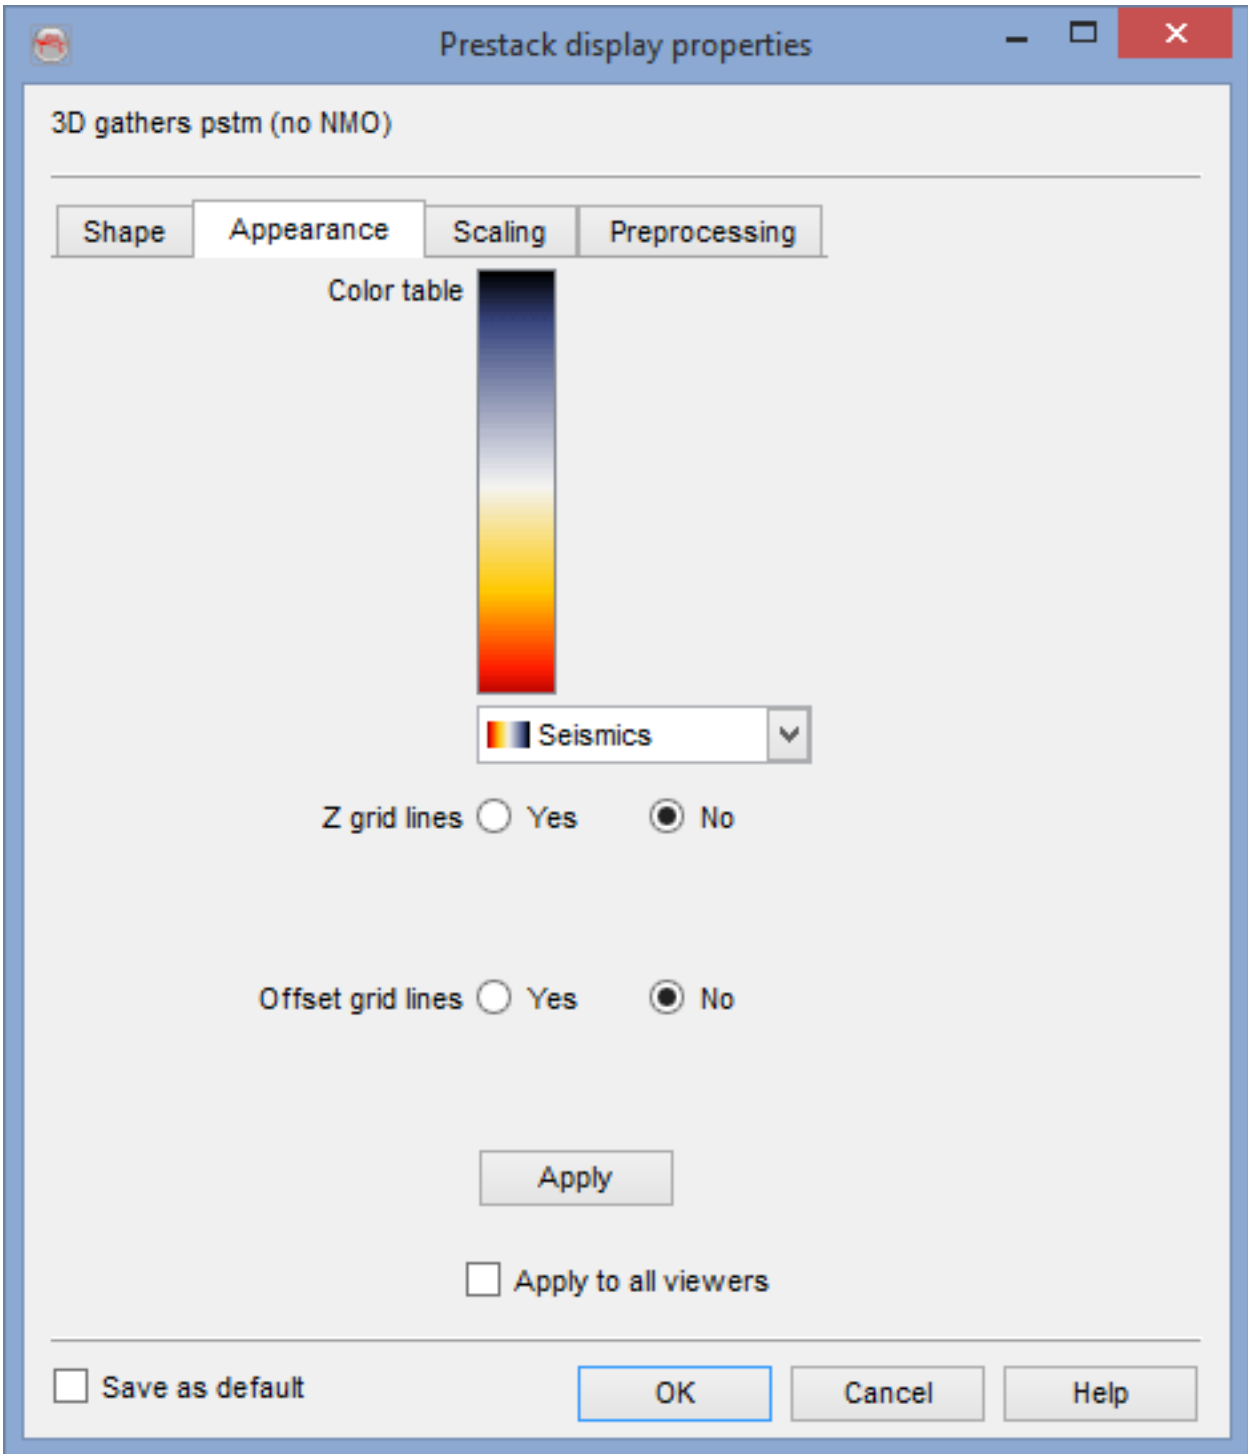 Prestack display properties
3D gathers pstm (no NMO)
Shape Appearance Scaling Preprocessing
Color table
Seismics
Z grid lines Yes No
Offset grid lines Yes No
Apply
Apply to all viewers
Save as default OK Cancel Help